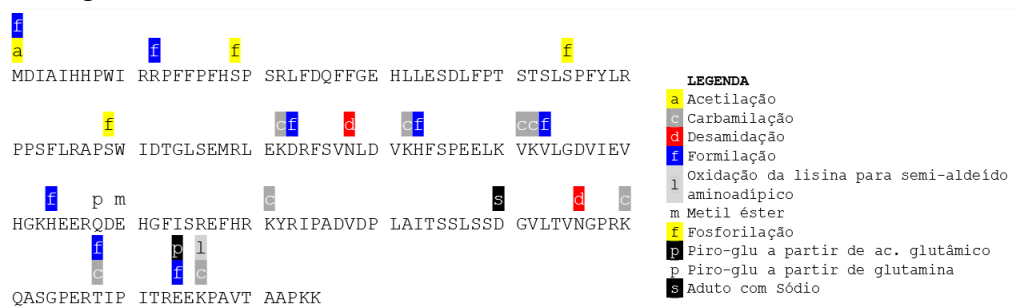 f
a f f f
MDIAIHHPWI RRPFFPFHSP SRLFDQFFGE HLLESDLFPT STSLSPFYLR
f cf d cf ccf
PPSFLRAPSW IDTGLSEMRL EKDRFSVNLD VKHFSPEELK VKVLGDVIEV
f p m c s d c
HGKHEERQDE HGFISREFHR KYRIPADVDP LAITSSLSSD GVLTVNGPRK
f p l
c f c
QASGPERTIP ITREEKPAVT AAPKK
LEGENDA
a Acetilação
c Carbamilação
d Desamidação
f Formilação
l Oxidação da lisina para semi-aldeído
aminoadípico
m Metil éster
f Fosforilação
p Piro-glu a partir de ac. glutâmico
p Piro-glu a partir de glutamina
s Aduto com Sódio